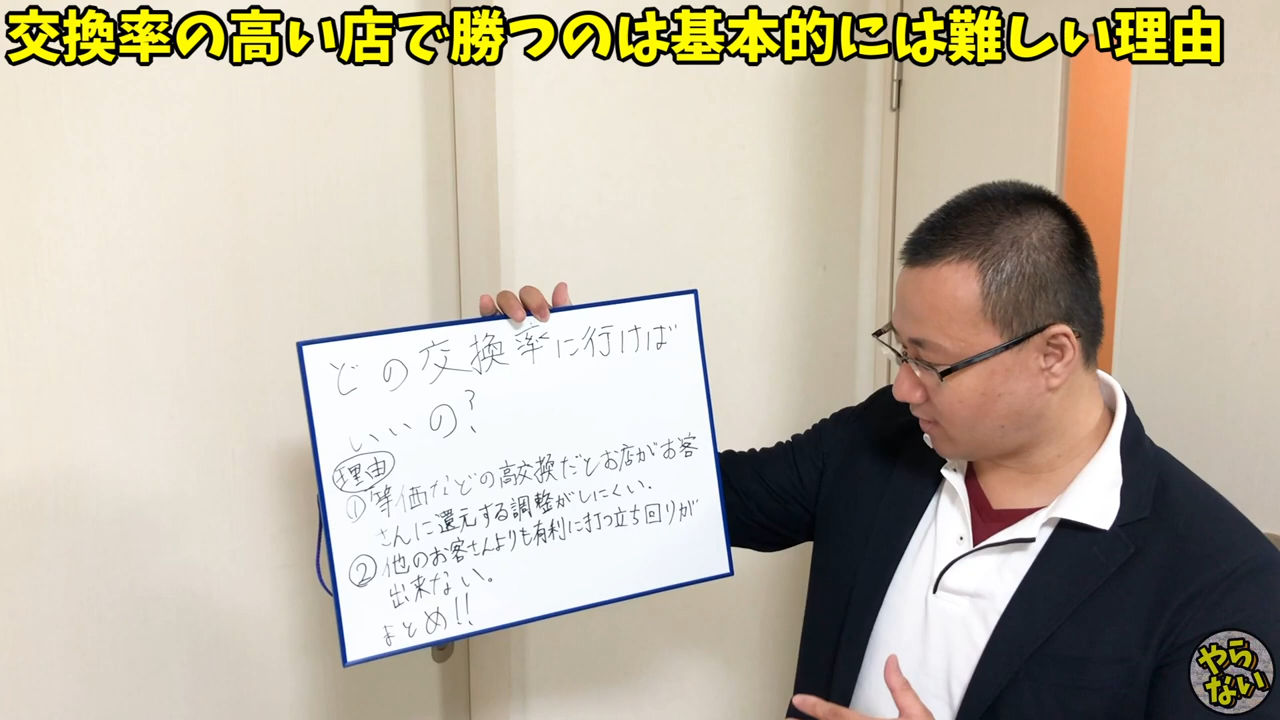 交換率の高い店で勝つのは基本的には難しい理由
どの交換率に行けば
いいの?
理由
①等価などの高交換だとお店がお客
さんに還元する調整がしにくい.
②他のお客さんよりも有利に打つ立ち回りが
出来ない。
まとめ!!
やら
ない